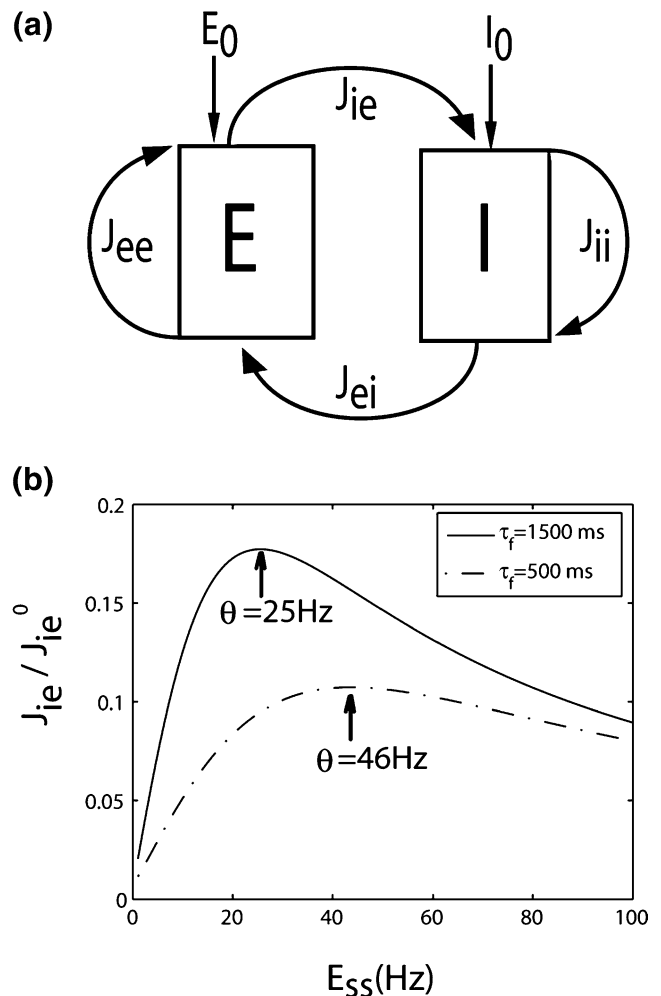 (a)
E0
I0
Jie
Jee
E
I
Jii
Jei
(b)
0.2
0.15
0.1
0.05
0
τf=1500 ms
τf=500 ms
θ=25Hz
θ=46Hz
Jie / Jie0
0
20
40
60
80
100
Ess(Hz)